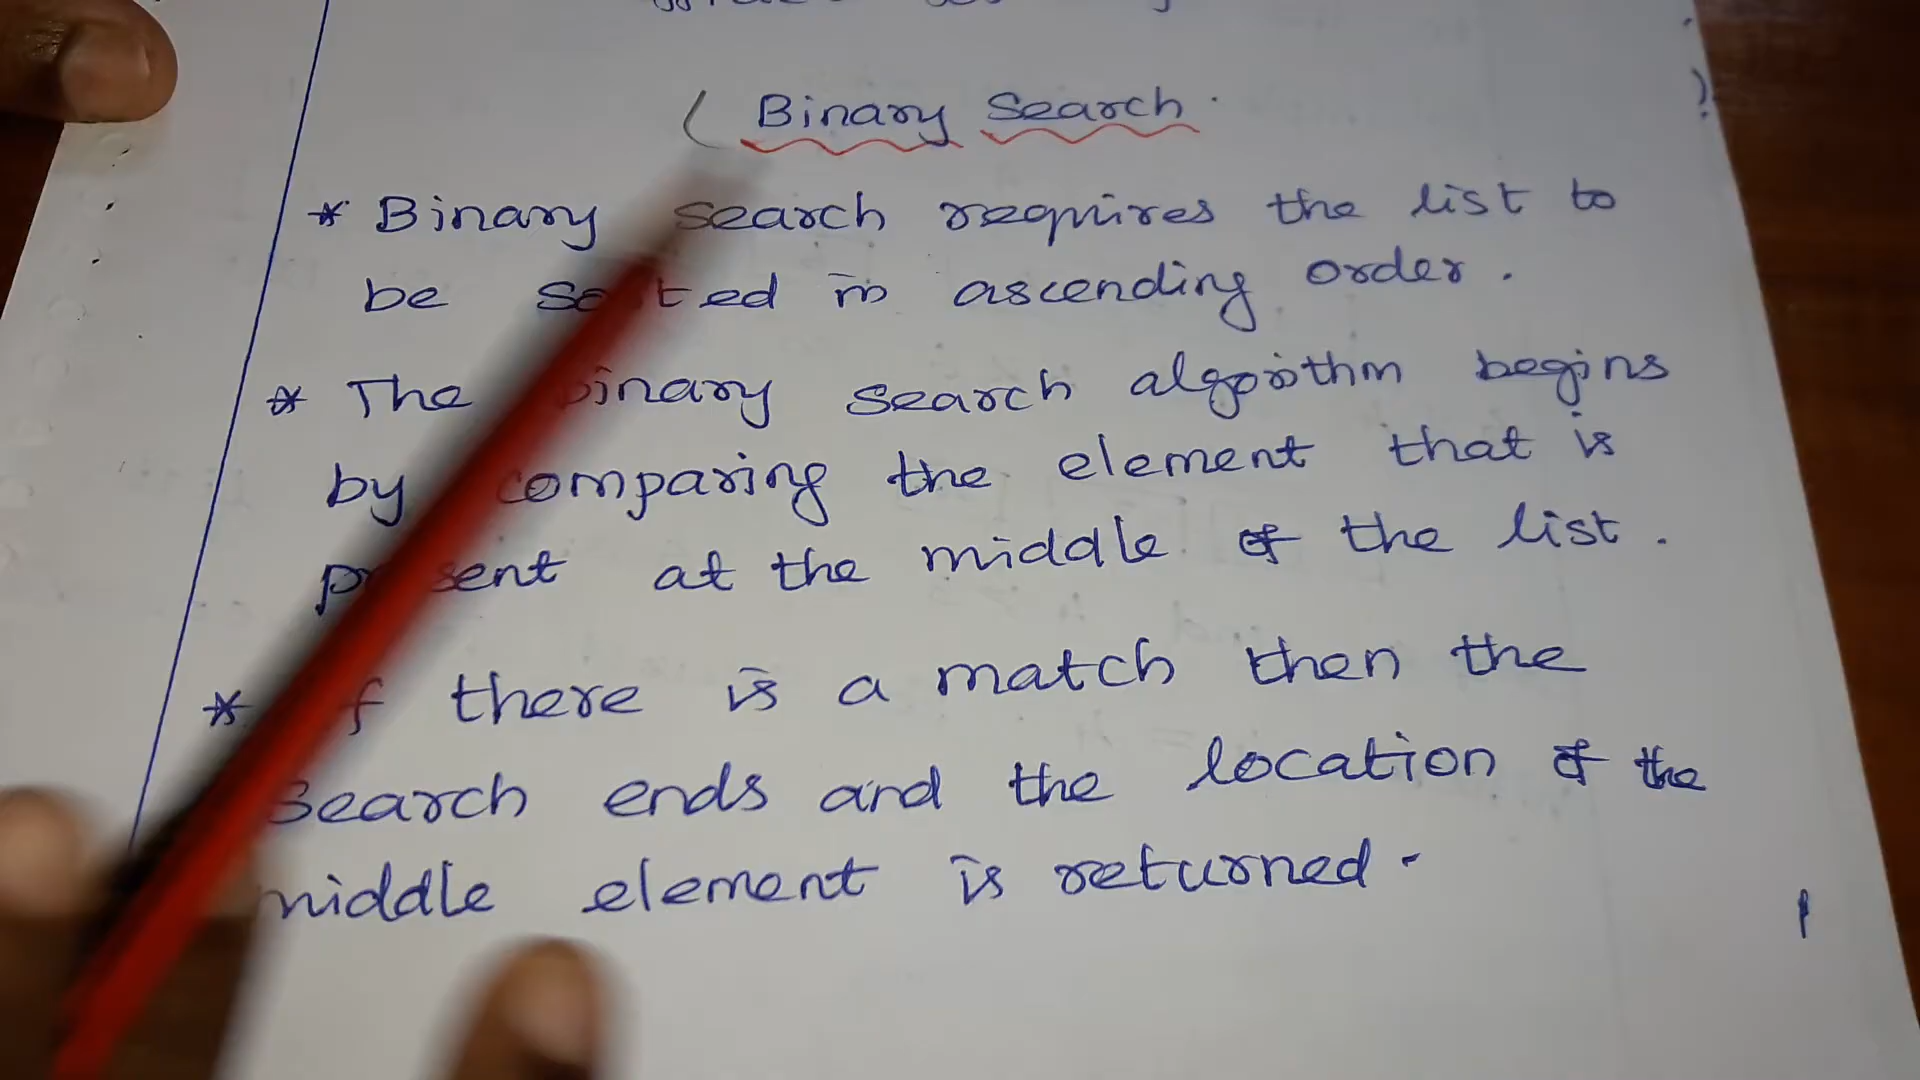 Binary Search.
* Binary search requires the list to
be sorted in ascending order.
* The binary search algorithm begins
by comparing the element that is
present at the middle of the list.
* If there is a match then the
search ends and the location of the
middle element is returned.